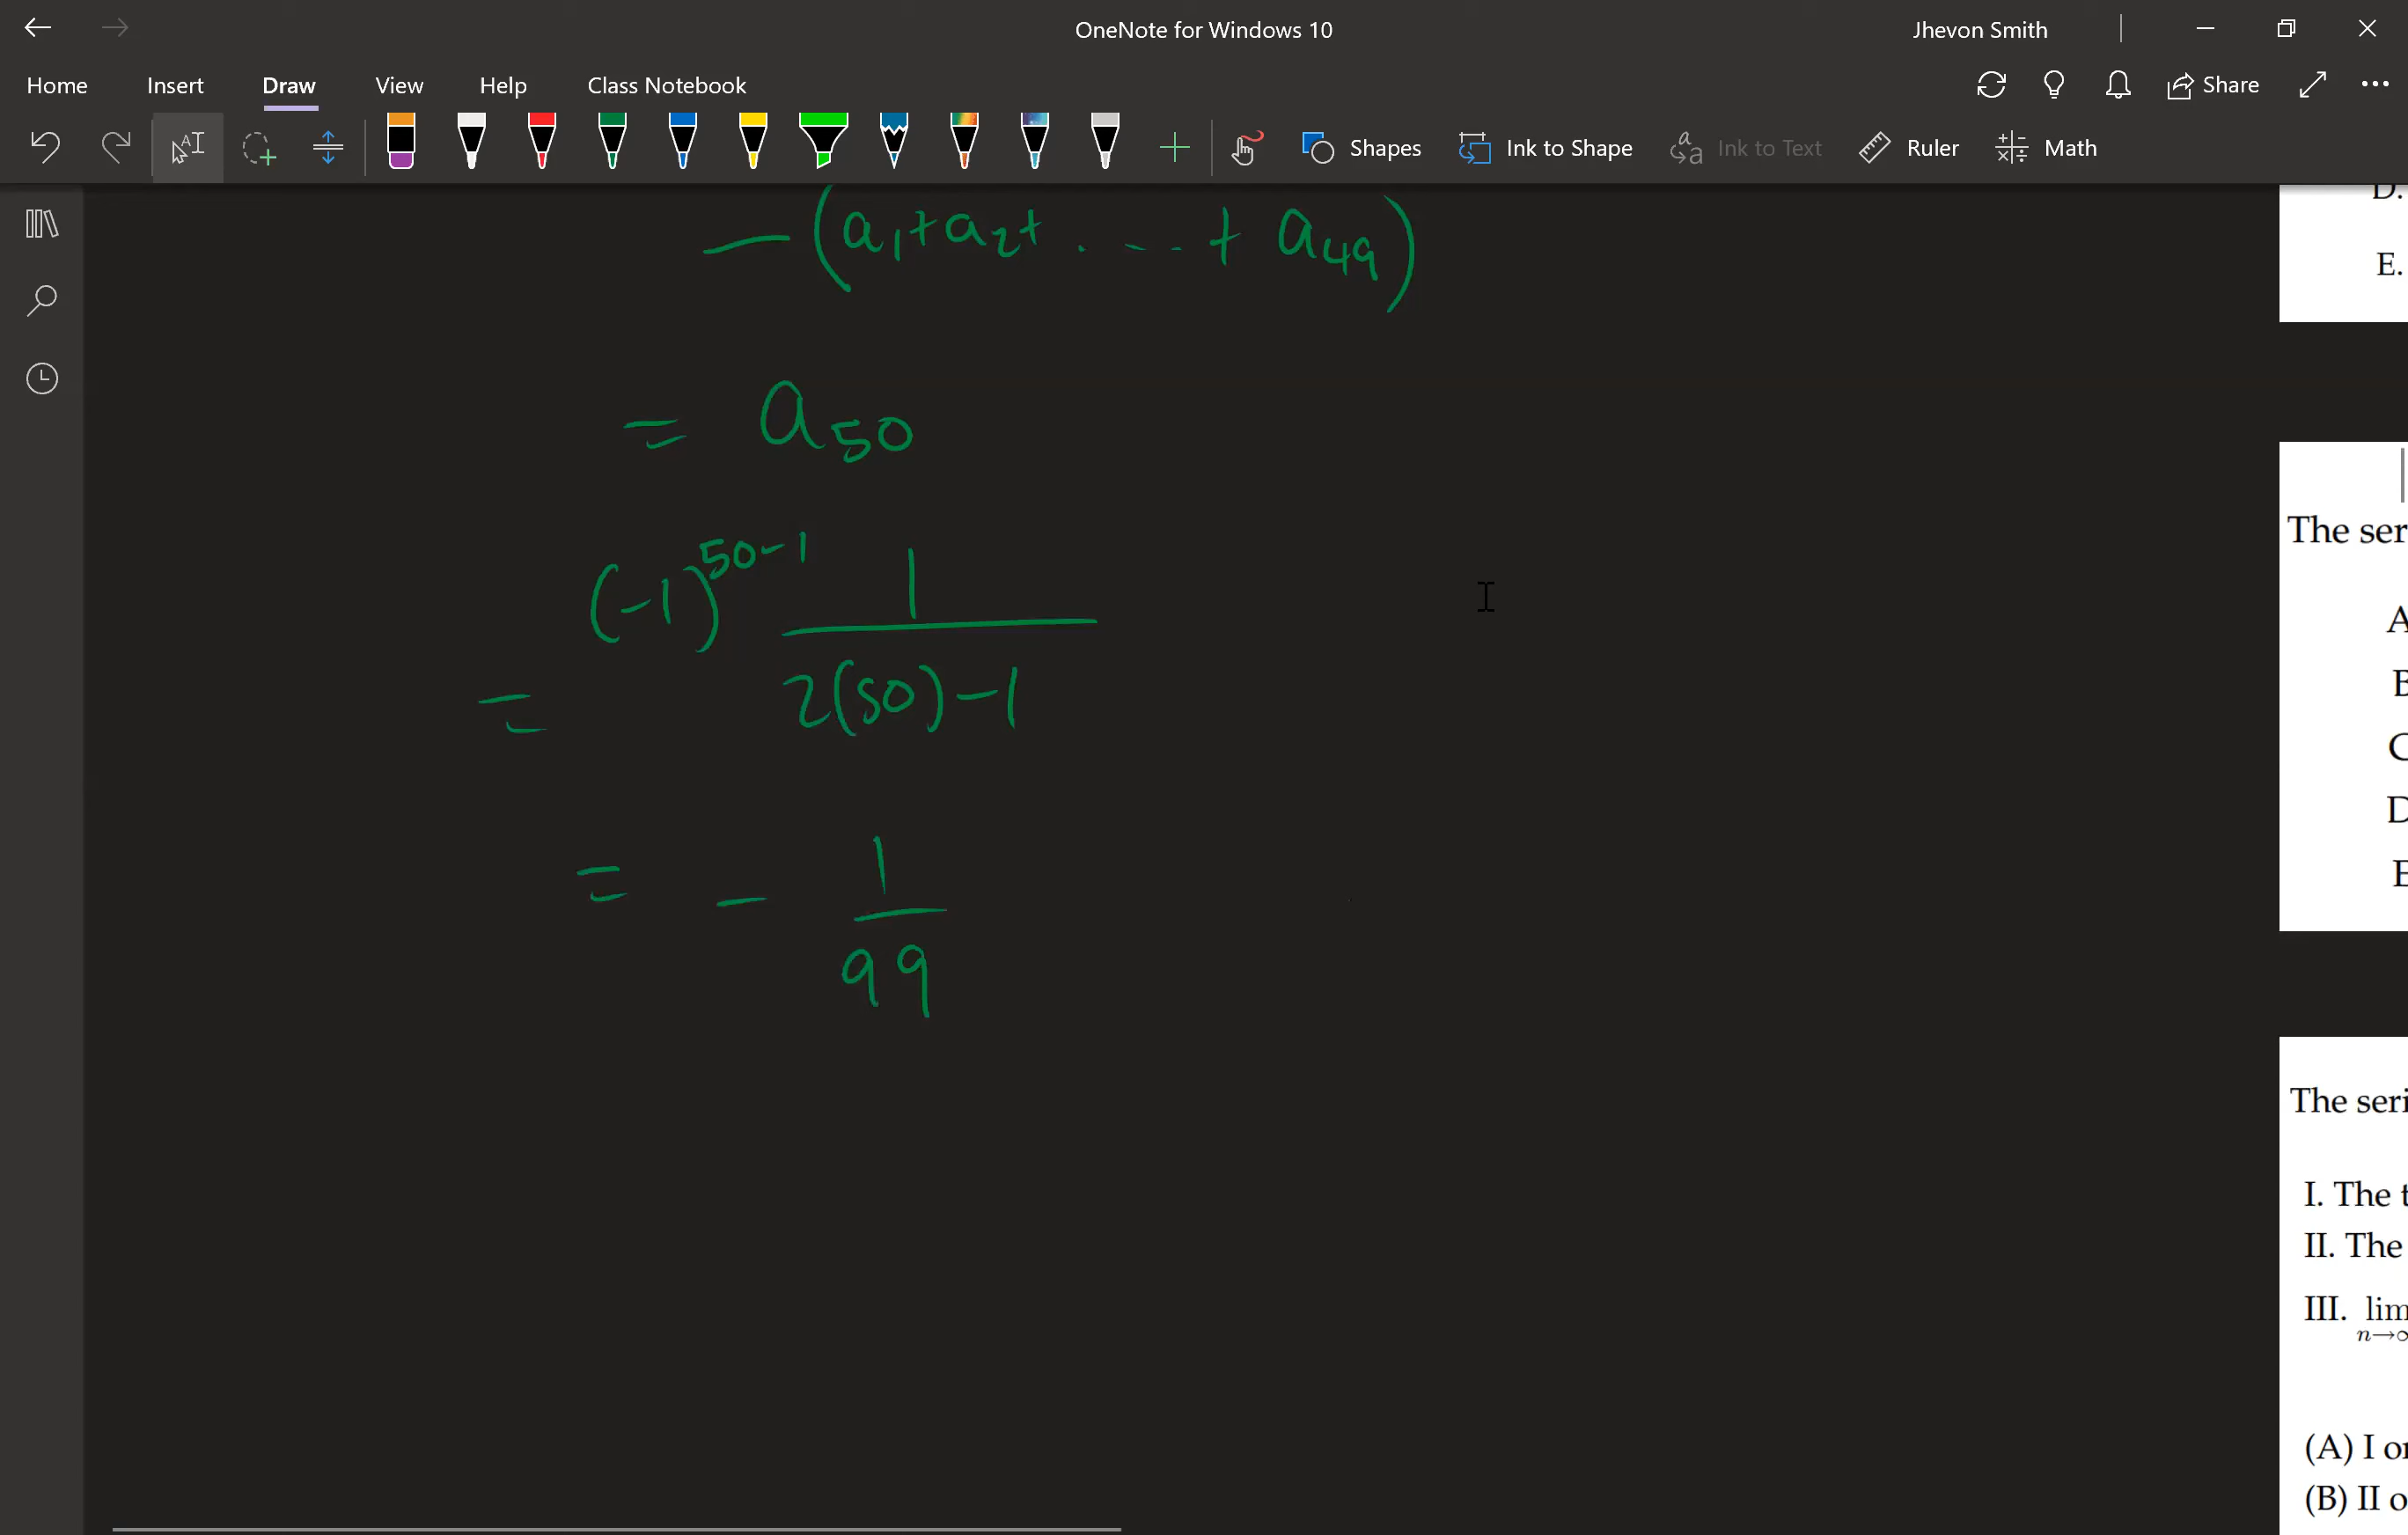 OneNote for Windows 10
Jhevon Smith
Home Insert Draw View Help Class Notebook
Share
Shapes Ink to Shape Ink to Text Ruler Math
- (a₁+a₂+ . ... + a₄₉)
= a₅₀
= (-1)⁵⁰⁻¹ 1/(2(50)-1)
= - 1/99
D.
E.
The ser
A
B
C
D
E
The seri
I. The t
II. The
III. lim
n→∞
(A) I or
(B) II o